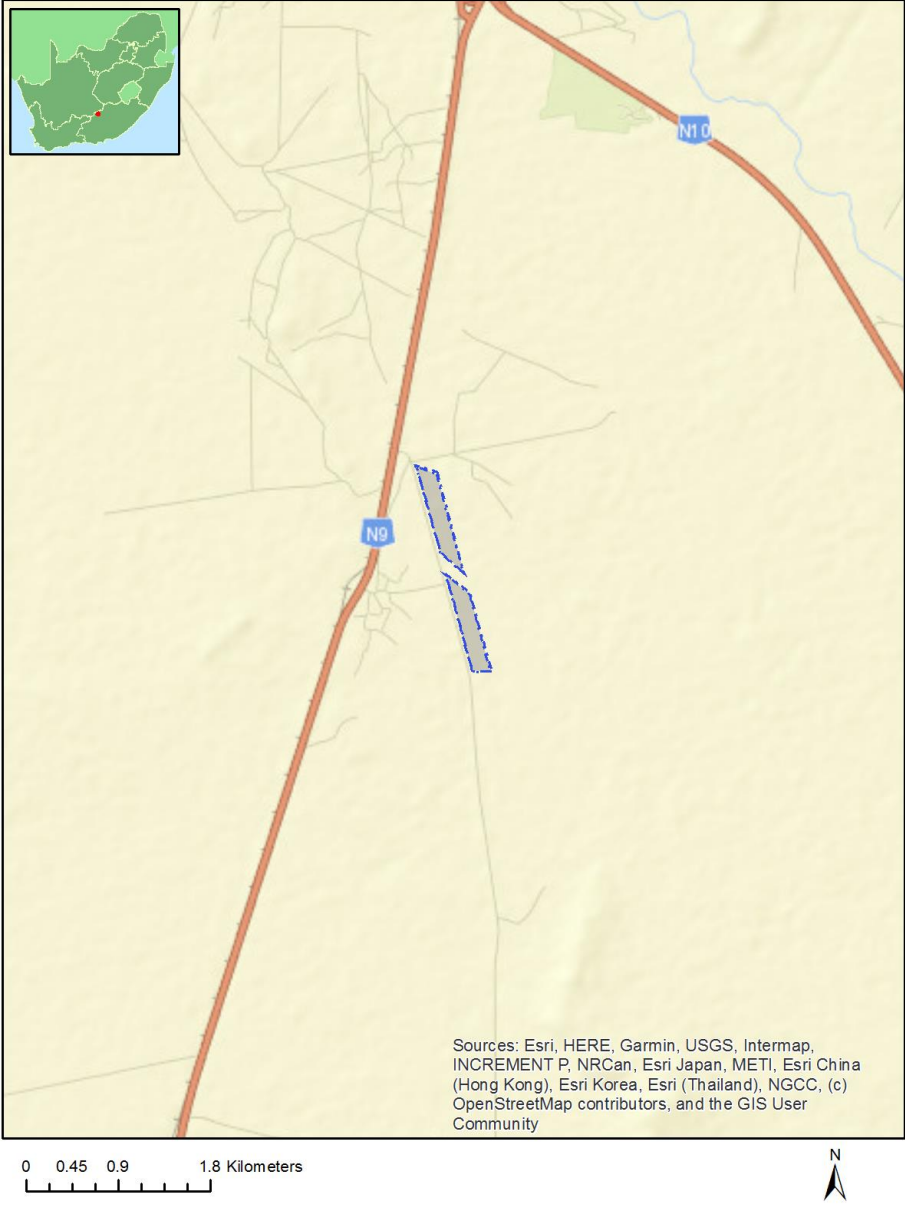 N10
N9
Sources: Esri, HERE, Garmin, USGS, Intermap,
INCREMENT P, NRCan, Esri Japan, METI, Esri China
(Hong Kong), Esri Korea, Esri (Thailand), NGCC, (c)
OpenStreetMap contributors, and the GIS User
Community
0 0.45 0.9 1.8 Kilometers
N